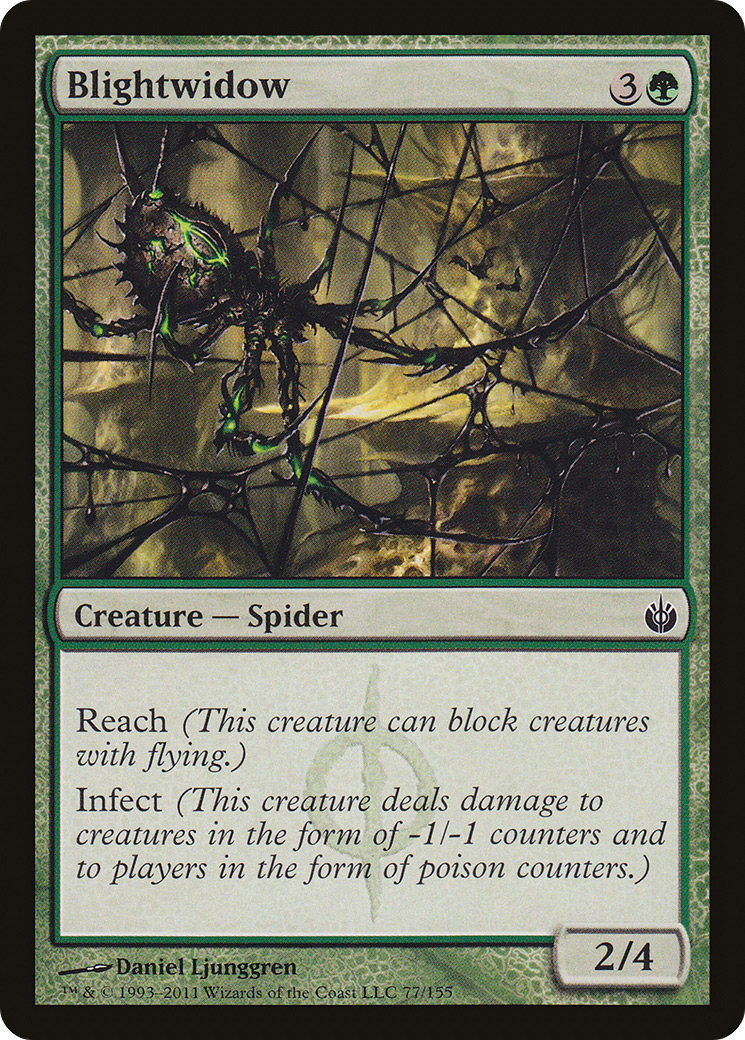 Blightwidow 3
Creature — Spider
Reach (This creature can block creatures
with flying.)
Infect (This creature deals damage to
creatures in the form of -1/-1 counters and
to players in the form of poison counters.)
2/4
Daniel Ljunggren
™ & © 1993–2011 Wizards of the Coast LLC 77/155